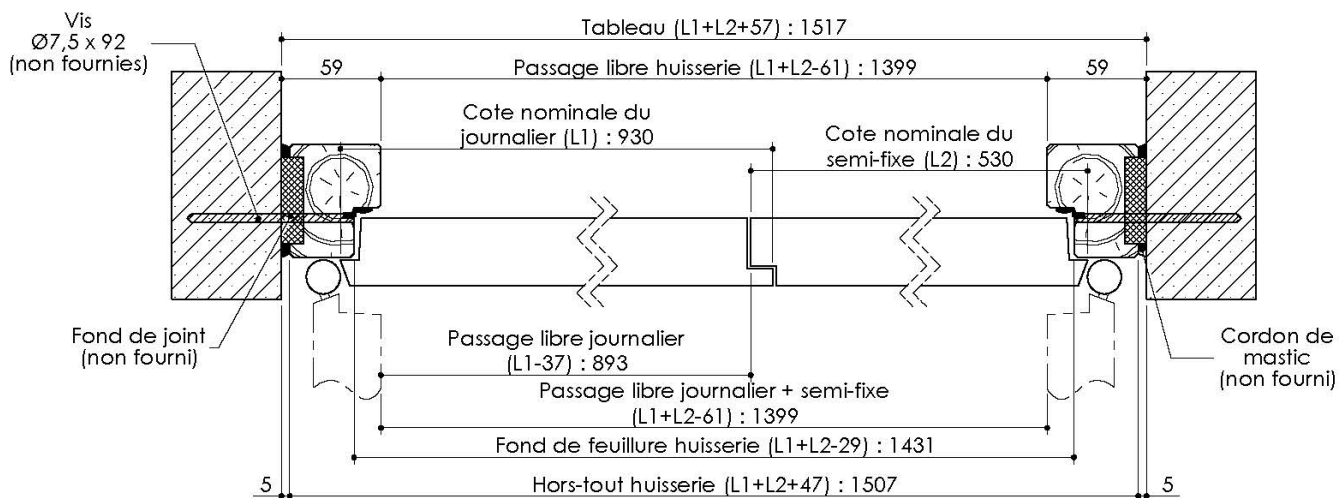 Vis
Ø7,5 x 92
(non fournies)
Tableau (L1+L2+57) : 1517
59
Passage libre huisserie (L1+L2-61) : 1399
59
Cote nominale du
journalier (L1) : 930
Cote nominale du
semi-fixe (L2) : 530
Fond de joint
(non fourni)
Passage libre journalier
(L1-37) : 893
Cordon de
mastic
(non fourni)
Passage libre journalier + semi-fixe
(L1+L2-61) : 1399
Fond de feuillure huisserie (L1+L2-29) : 1431
5
Hors-tout huisserie (L1+L2+47) : 1507
5